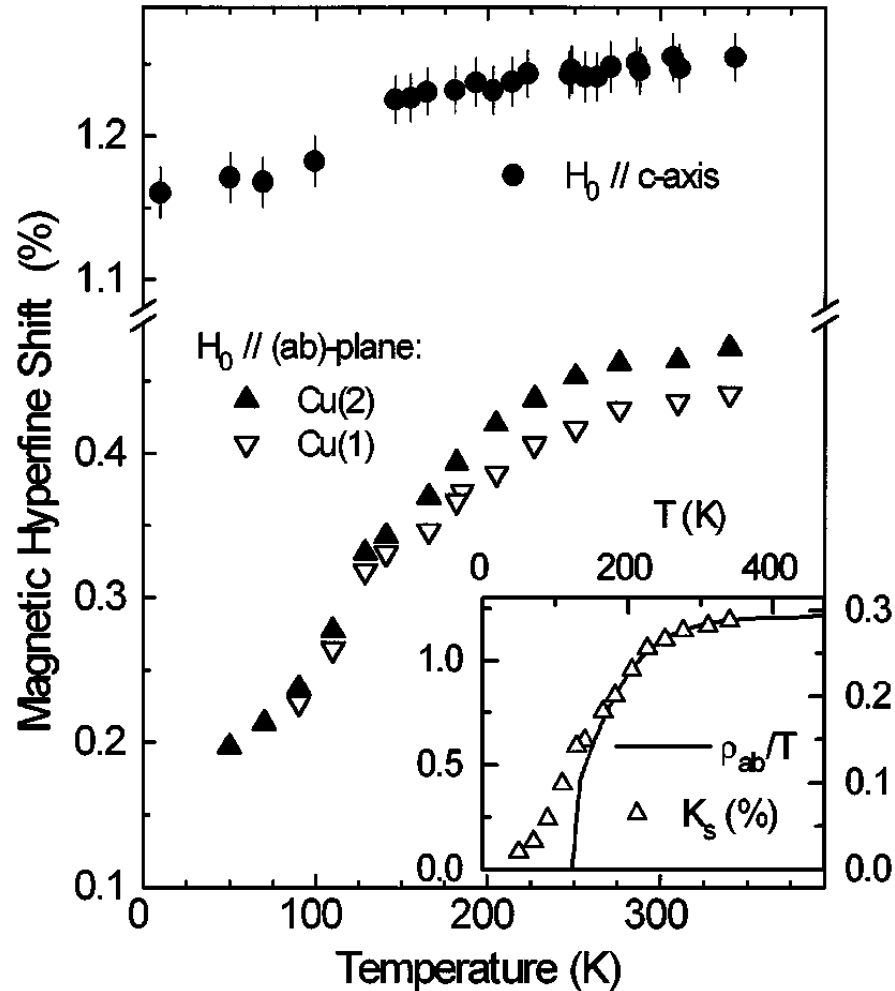 1.2
H₀ // c-axis
1.1
Magnetic Hyperfine Shift (%)
H₀ // (ab)-plane:
Cu(2)
Cu(1)
0.4
0.3
0.2
0.1
T (K)
0 200 400
1.0
0.5
0.0
ρab/T
Kₛ (%)
0.3
0.2
0.1
0.0
0 100 200 300
Temperature (K)